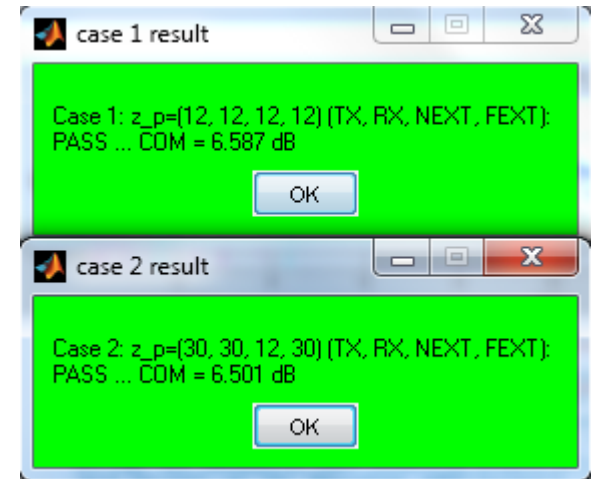 case 1 result
Case 1: z_p=(12, 12, 12, 12) (TX, RX, NEXT, FEXT):
PASS ... COM = 6.587 dB
OK
case 2 result
Case 2: z_p=(30, 30, 12, 30) (TX, RX, NEXT, FEXT):
PASS ... COM = 6.501 dB
OK